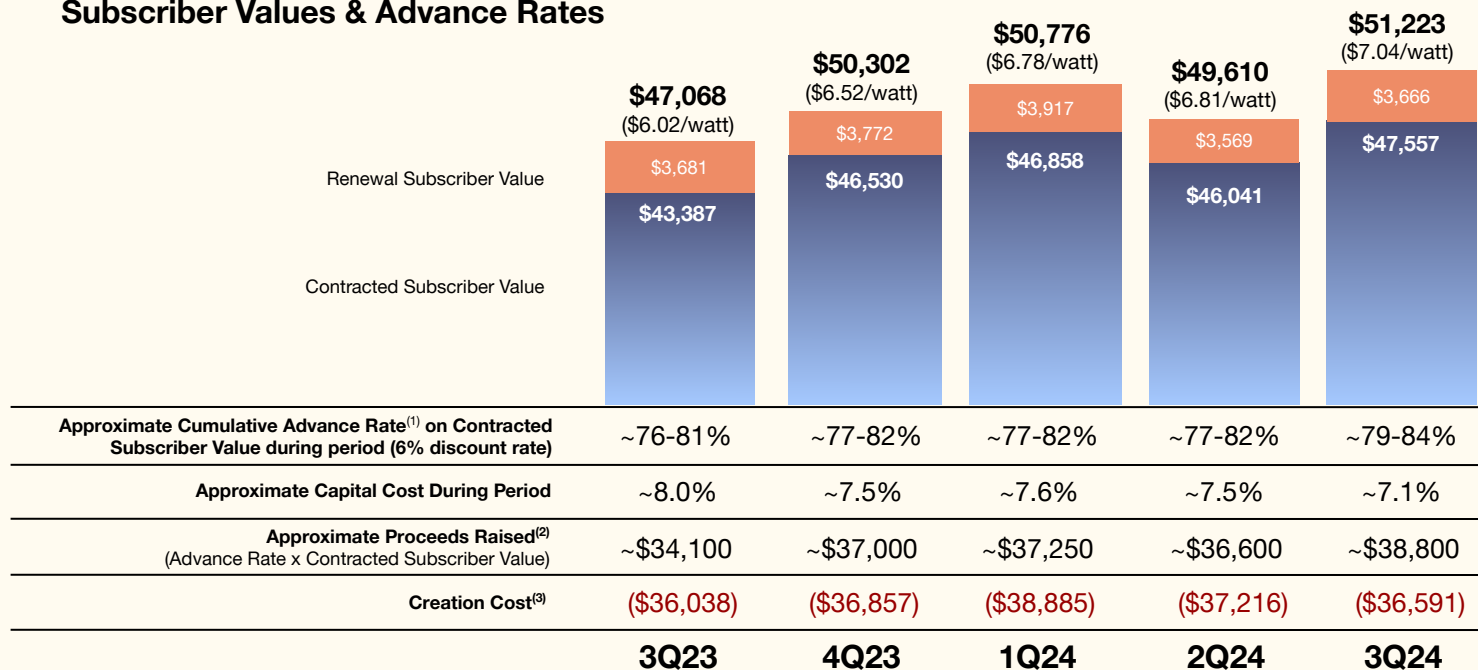 Subscriber Values & Advance Rates
$47,068
($6.02/watt)
$50,302
($6.52/watt)
$50,776
($6.78/watt)
$49,610
($6.81/watt)
$51,223
($7.04/watt)
Renewal Subscriber Value
$3,681
$3,772
$3,917
$3,569
$3,666
Contracted Subscriber Value
$43,387
$46,530
$46,858
$46,041
$47,557
Approximate Cumulative Advance Rate(1) on Contracted
Subscriber Value during period (6% discount rate)
~76-81% ~77-82% ~77-82% ~77-82% ~79-84%
Approximate Capital Cost During Period ~8.0% ~7.5% ~7.6% ~7.5% ~7.1%
Approximate Proceeds Raised(2)
(Advance Rate x Contracted Subscriber Value)
~$34,100 ~$37,000 ~$37,250 ~$36,600 ~$38,800
Creation Cost(3) ($36,038) ($36,857) ($38,885) ($37,216) ($36,591)
3Q23 4Q23 1Q24 2Q24 3Q24